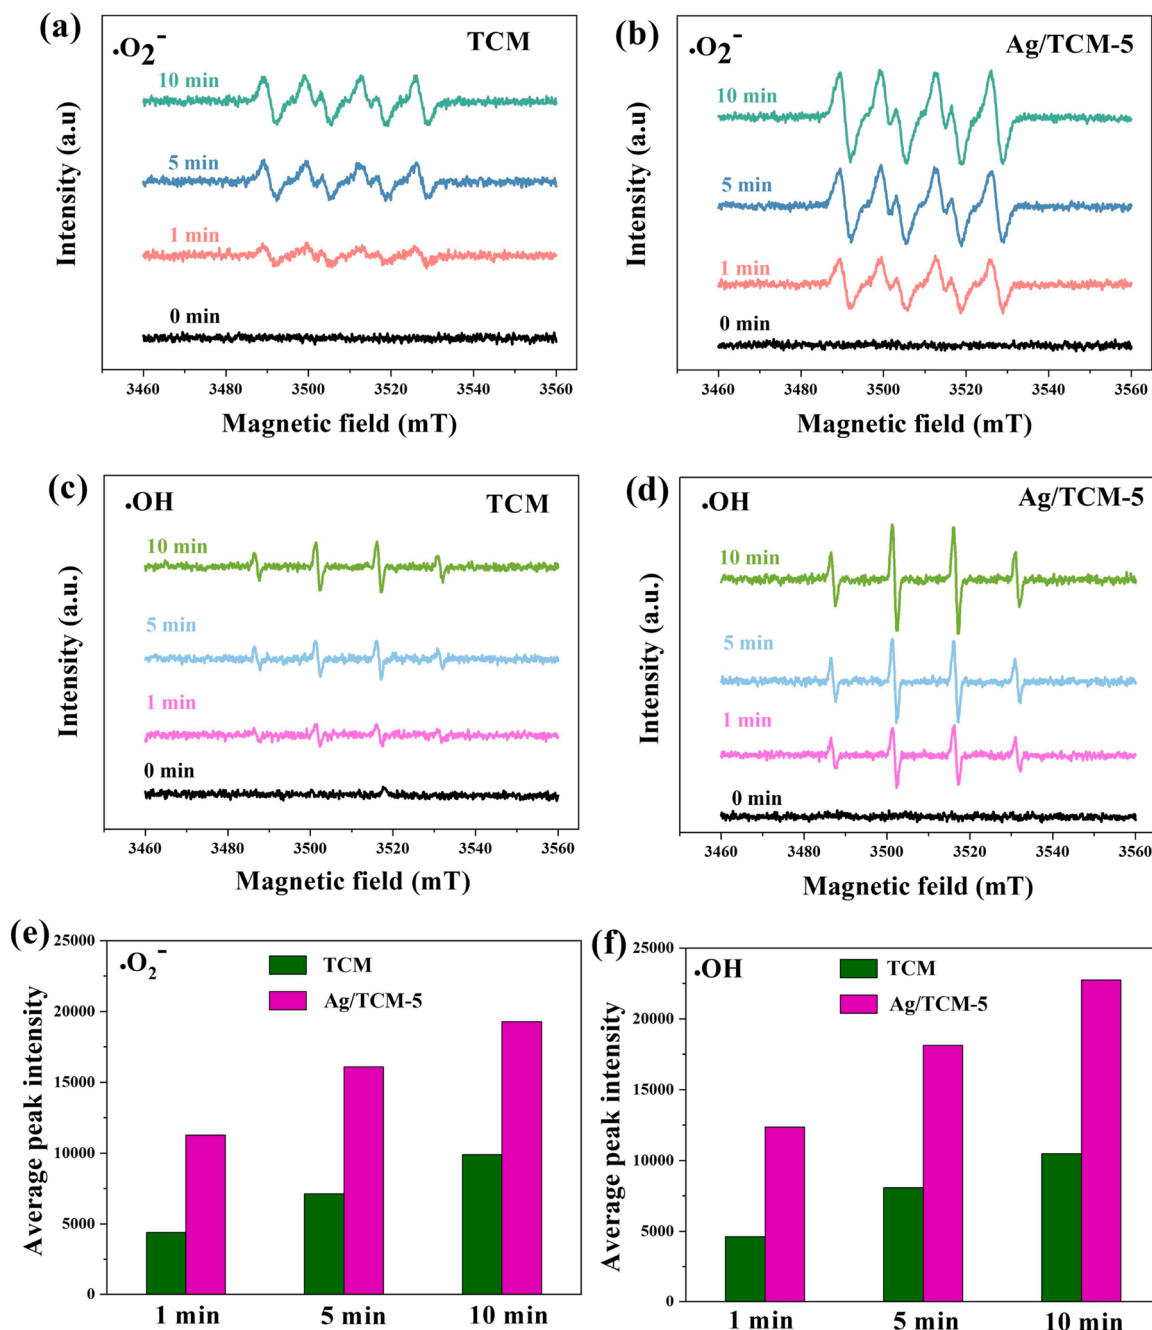 (a)
·O₂⁻
TCM
10 min
5 min
1 min
0 min
Intensity (a.u)
3460 3480 3500 3520 3540 3560
Magnetic field (mT)
(b)
·O₂⁻
Ag/TCM-5
10 min
5 min
1 min
0 min
Intensity (a.u)
3460 3480 3500 3520 3540 3560
Magnetic field (mT)
(c)
·OH
TCM
10 min
5 min
1 min
0 min
Intensity (a.u.)
3460 3480 3500 3520 3540 3560
Magnetic field (mT)
(d)
·OH
Ag/TCM-5
10 min
5 min
1 min
0 min
Intensity (a.u.)
3460 3480 3500 3520 3540 3560
Magnetic feild (mT)
(e)
·O₂⁻
TCM
Ag/TCM-5
Average peak intensity
25000
20000
15000
10000
5000
0
1 min 5 min 10 min
(f)
·OH
TCM
Ag/TCM-5
Average peak intensity
25000
20000
15000
10000
5000
0
1 min 5 min 10 min